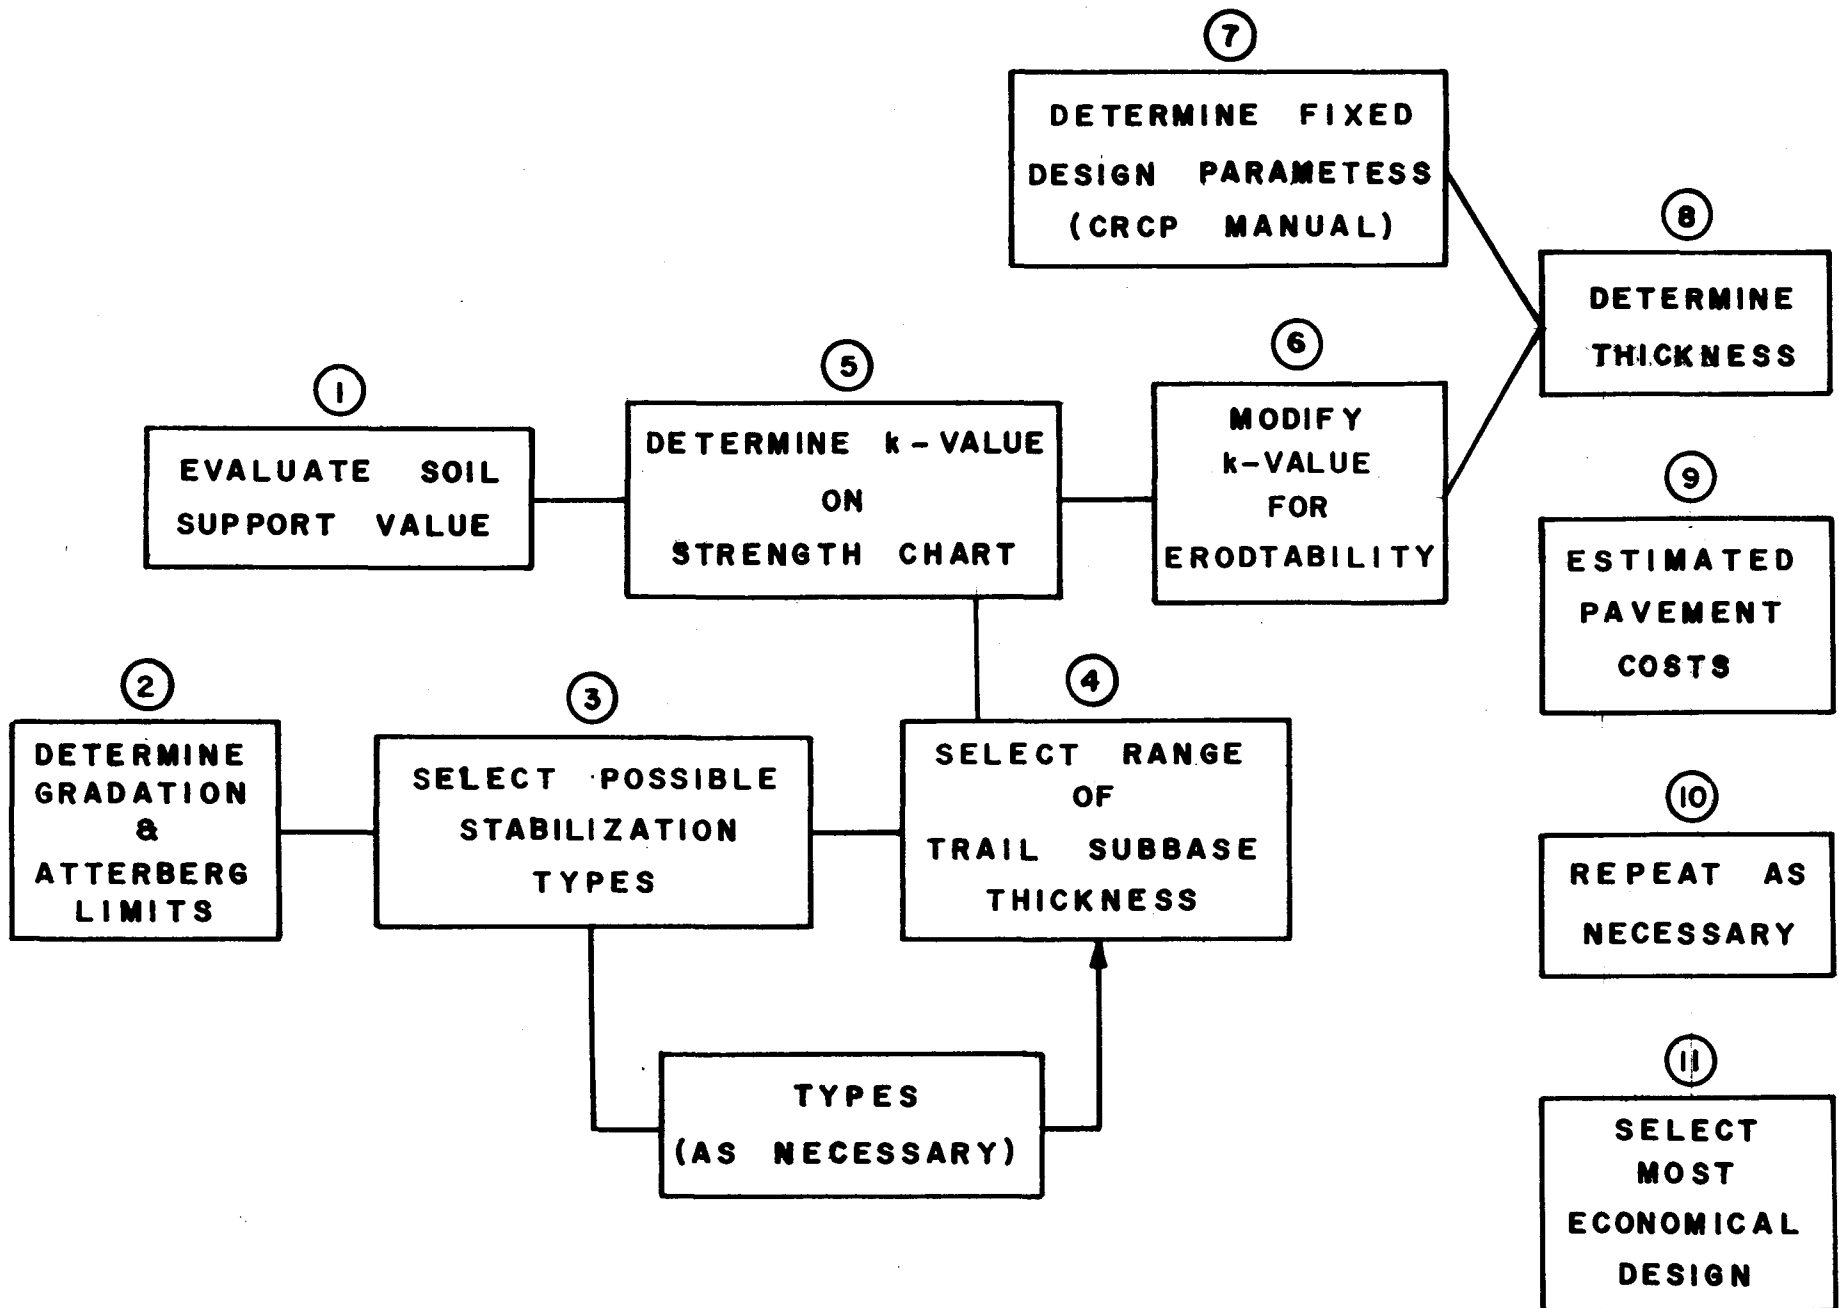 7
DETERMINE FIXED
DESIGN PARAMETESS
(CRCP MANUAL)
8
DETERMINE
THICKNESS
1
EVALUATE SOIL
SUPPORT VALUE
5
DETERMINE k-VALUE
ON
STRENGTH CHART
6
MODIFY
k-VALUE
FOR
ERODTABILITY
9
ESTIMATED
PAVEMENT
COSTS
2
DETERMINE
GRADATION
&
ATTERBERG
LIMITS
3
SELECT POSSIBLE
STABILIZATION
TYPES
4
SELECT RANGE
OF
TRAIL SUBBASE
THICKNESS
10
REPEAT AS
NECESSARY
TYPES
(AS NECESSARY)
11
SELECT
MOST
ECONOMICAL
DESIGN